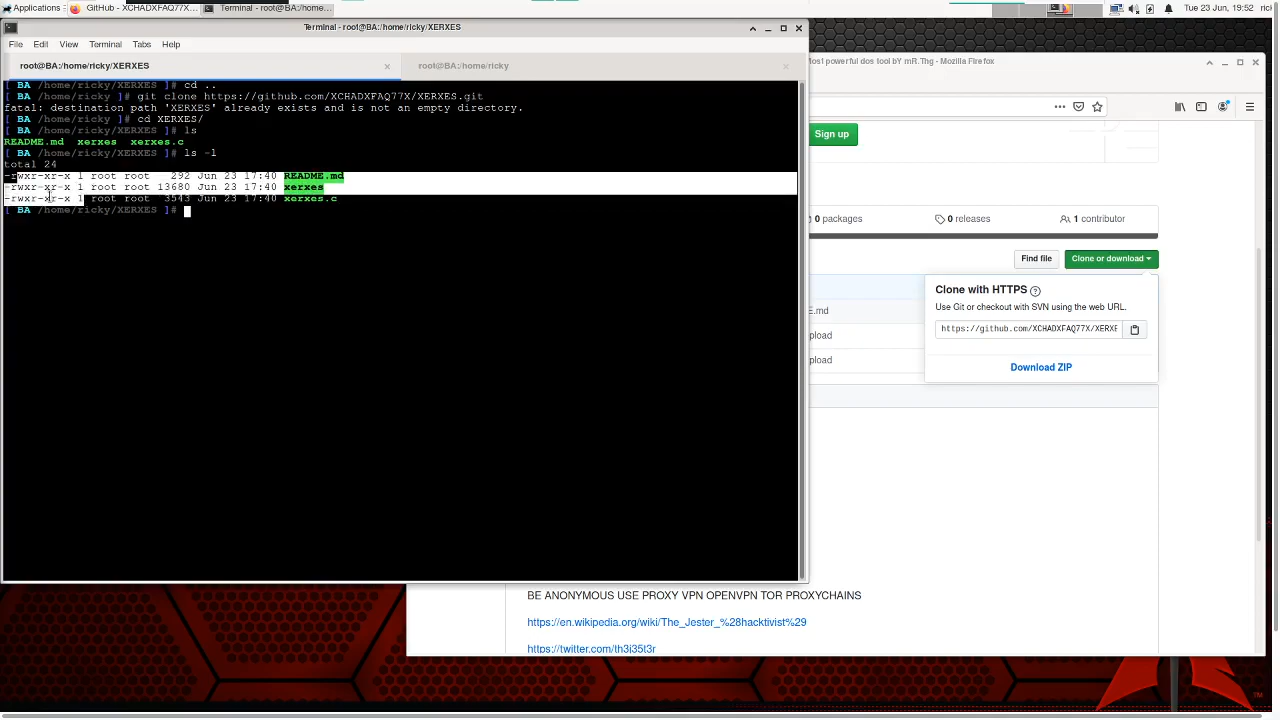 Applications
GitHub - XCHADXFAQ77X...
Terminal - root@BA:/home...
Tue 23 Jun, 19:52
Terminal - root@BA:/home/ricky/XERXES
File Edit View Terminal Tabs Help
root@BA:/home/ricky/XERXES
root@BA:/home/ricky
[ BA /home/ricky/XERXES ]# cd ..
[ BA /home/ricky ]# git clone https://github.com/XCHADXFAQ77X/XERXES.git
fatal: destination path 'XERXES' already exists and is not an empty directory.
[ BA /home/ricky ]# cd XERXES/
[ BA /home/ricky/XERXES ]# ls
README.md xerxes xerxes.c
[ BA /home/ricky/XERXES ]# ls -l
total 24
-rwxr-xr-x 1 root root 292 Jun 23 17:40 README.md
-rwxr-xr-x 1 root root 13680 Jun 23 17:40 xerxes
-rwxr-xr-x 1 root root 3543 Jun 23 17:40 xerxes.c
[ BA /home/ricky/XERXES ]#
Most powerful dos tool bY mR.Thg - Mozilla Firefox
Sign up
0 packages
0 releases
1 contributor
Find file
Clone or download
Clone with HTTPS
Use Git or checkout with SVN using the web URL.
https://github.com/XCHADXFAQ77X/XERXE
Download ZIP
E.md
pload
pload
BE ANONYMOUS USE PROXY VPN OPENVPN TOR PROXYCHAINS
https://en.wikipedia.org/wiki/The_Jester_%28hacktivist%29
https://twitter.com/th3j35t3r
TM